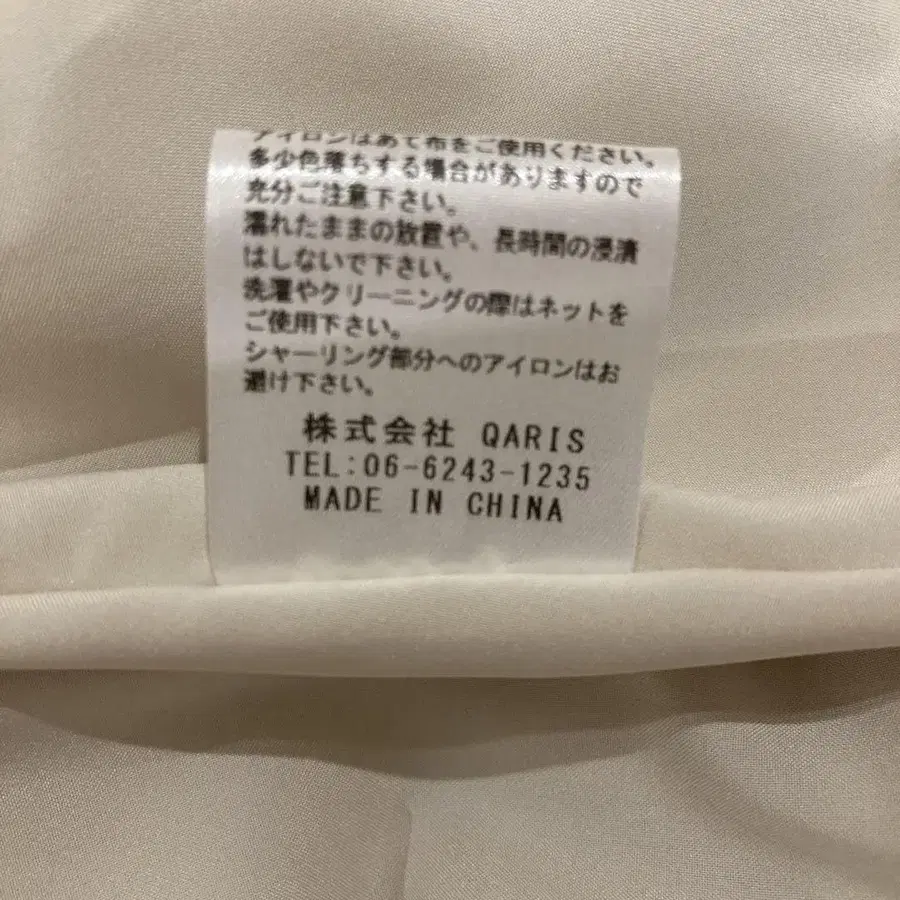 アイロンはあて布をご使用ください。
多少色落ちする場合がありますので
充分ご注意下さい。
濡れたままの放置や、長時間の浸漬
はしないで下さい。
洗濯やクリーニングの際はネットを
ご使用下さい。
シャーリング部分へのアイロンはお
避け下さい。
株式会社 QARIS
TEL:06-6243-1235
MADE IN CHINA